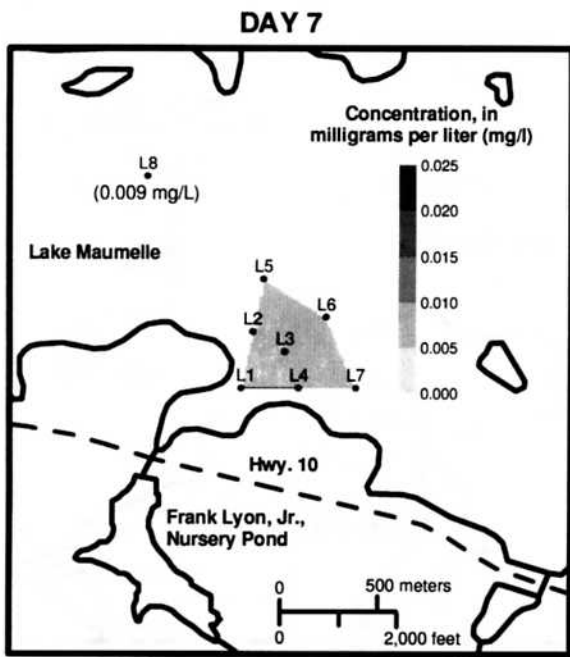 DAY 7
Concentration, in
milligrams per liter (mg/l)
0.025
0.020
0.015
0.010
0.005
0.000
L8
(0.009 mg/L)
Lake Maumelle
L5
L6
L2
L3
L1
L4
L7
Hwy. 10
Frank Lyon, Jr.,
Nursery Pond
0 500 meters
0 2,000 feet